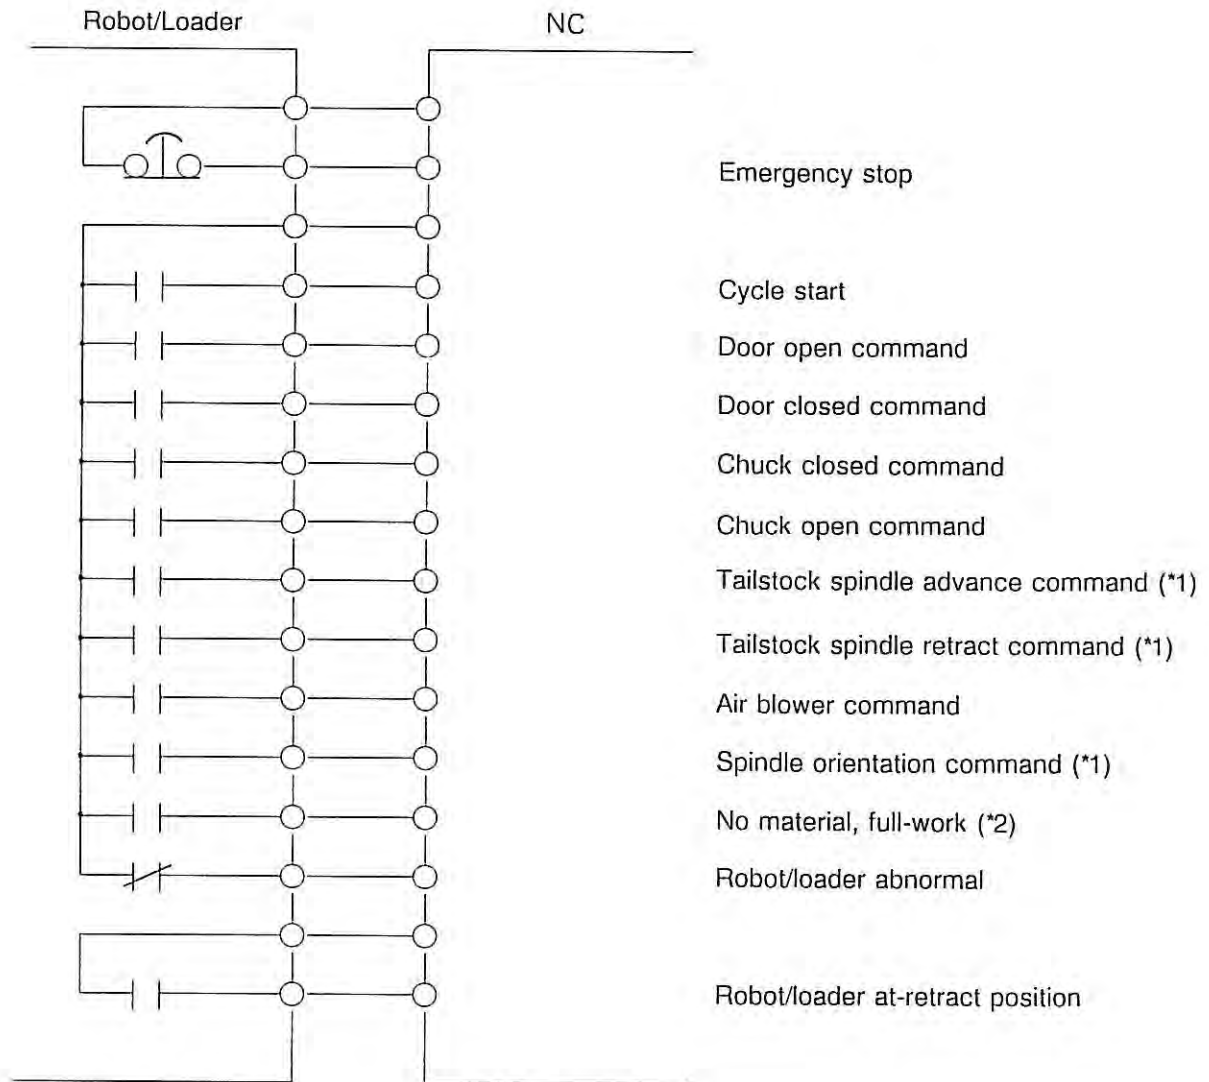 Robot/Loader
NC
Emergency stop
Cycle start
Door open command
Door closed command
Chuck closed command
Chuck open command
Tailstock spindle advance command (*1)
Tailstock spindle retract command (*1)
Air blower command
Spindle orientation command (*1)
No material, full-work (*2)
Robot/loader abnormal
Robot/loader at-retract position